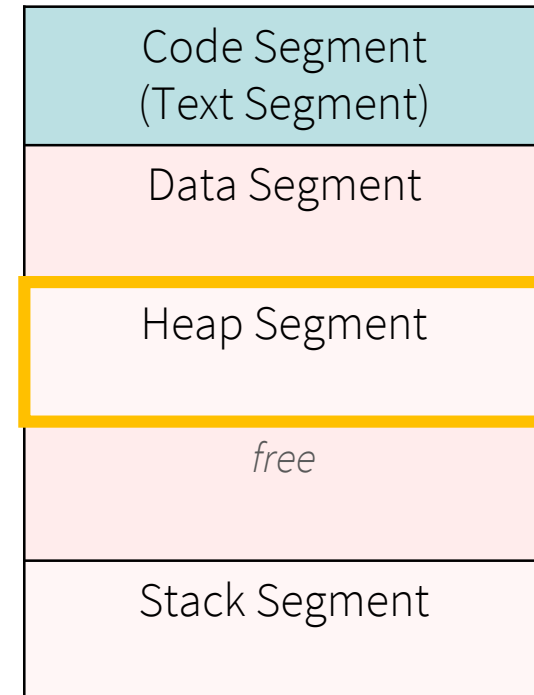 Code Segment
(Text Segment)
Data Segment
Heap Segment
free
Stack Segment